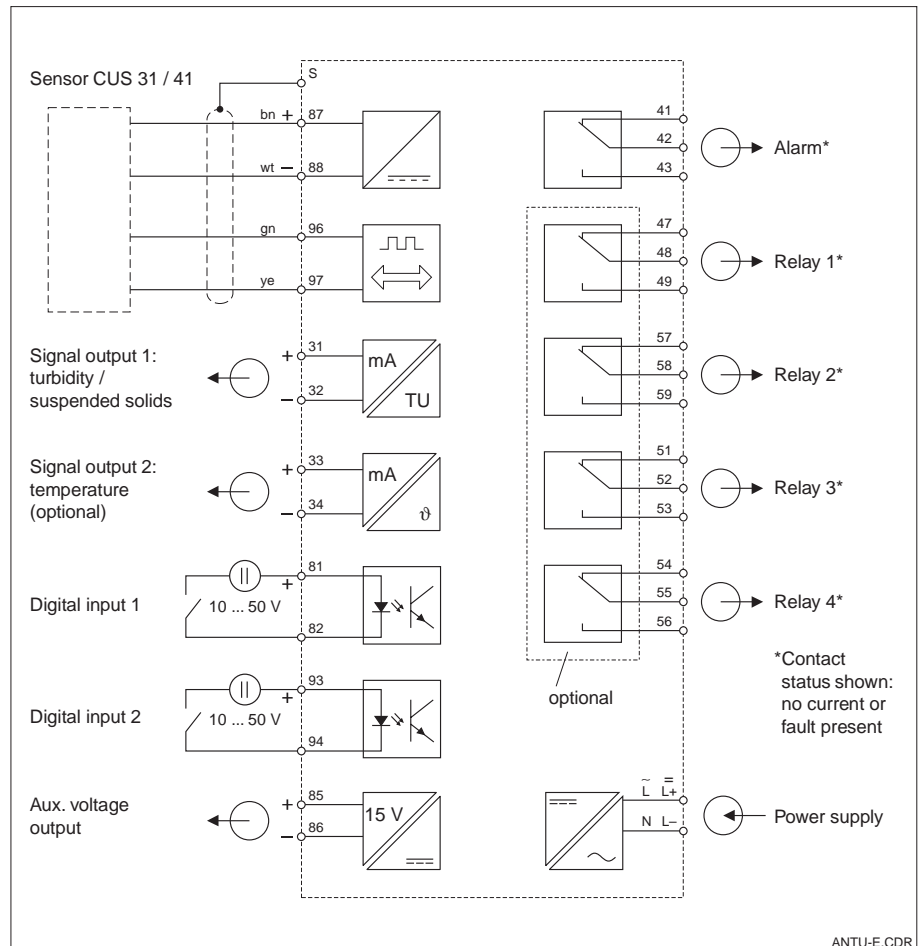 Sensor CUS 31 / 41
S
bn + 87
wt – 88
gn 96
ye 97
Signal output 1:
turbidity /
suspended solids
+ 31
– 32
mA
TU
Signal output 2:
temperature
(optional)
+ 33
– 34
mA
ϑ
Digital input 1
81
+
10 ... 50 V
82
Digital input 2
93
+
10 ... 50 V
94
Aux. voltage
output
+ 85
– 86
15 V
41
42
43
Alarm*
47
48
49
Relay 1*
57
58
59
Relay 2*
51
52
53
Relay 3*
54
55
56
Relay 4*
optional
*Contact
status shown:
no current or
fault present
~ =
L L+
N L–
Power supply
ANTU-E.CDR